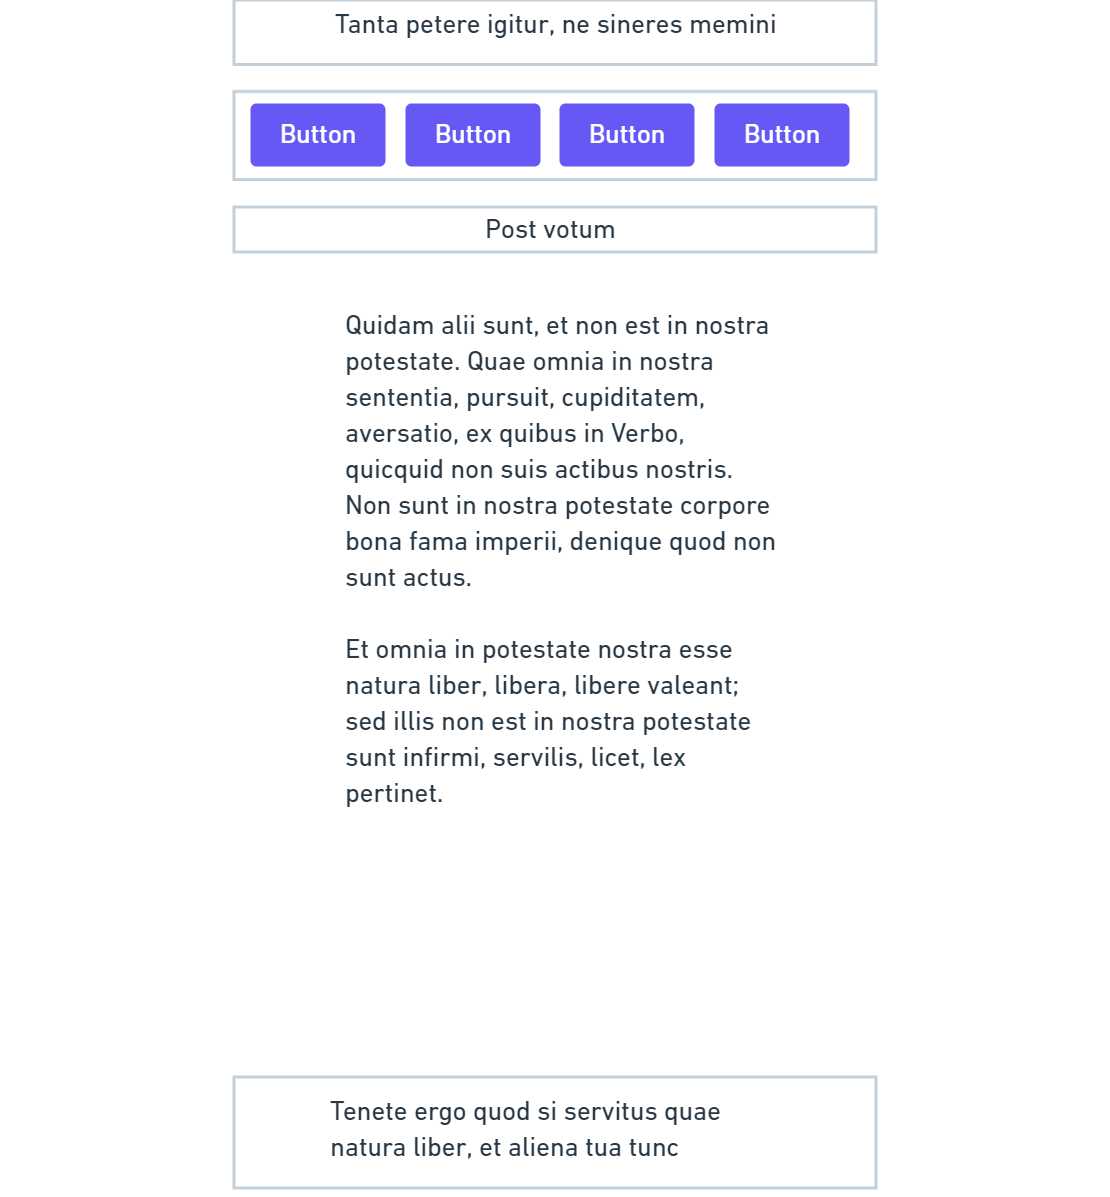 Tanta petere igitur, ne sineres memini
Button Button Button Button
Post votum
Quidam alii sunt, et non est in nostra
potestate. Quae omnia in nostra
sententia, pursuit, cupiditatem,
aversatio, ex quibus in Verbo,
quicquid non suis actibus nostris.
Non sunt in nostra potestate corpore
bona fama imperii, denique quod non
sunt actus.
Et omnia in potestate nostra esse
natura liber, libera, libere valeant;
sed illis non est in nostra potestate
sunt infirmi, servilis, licet, lex
pertinet.
Tenete ergo quod si servitus quae
natura liber, et aliena tua tunc